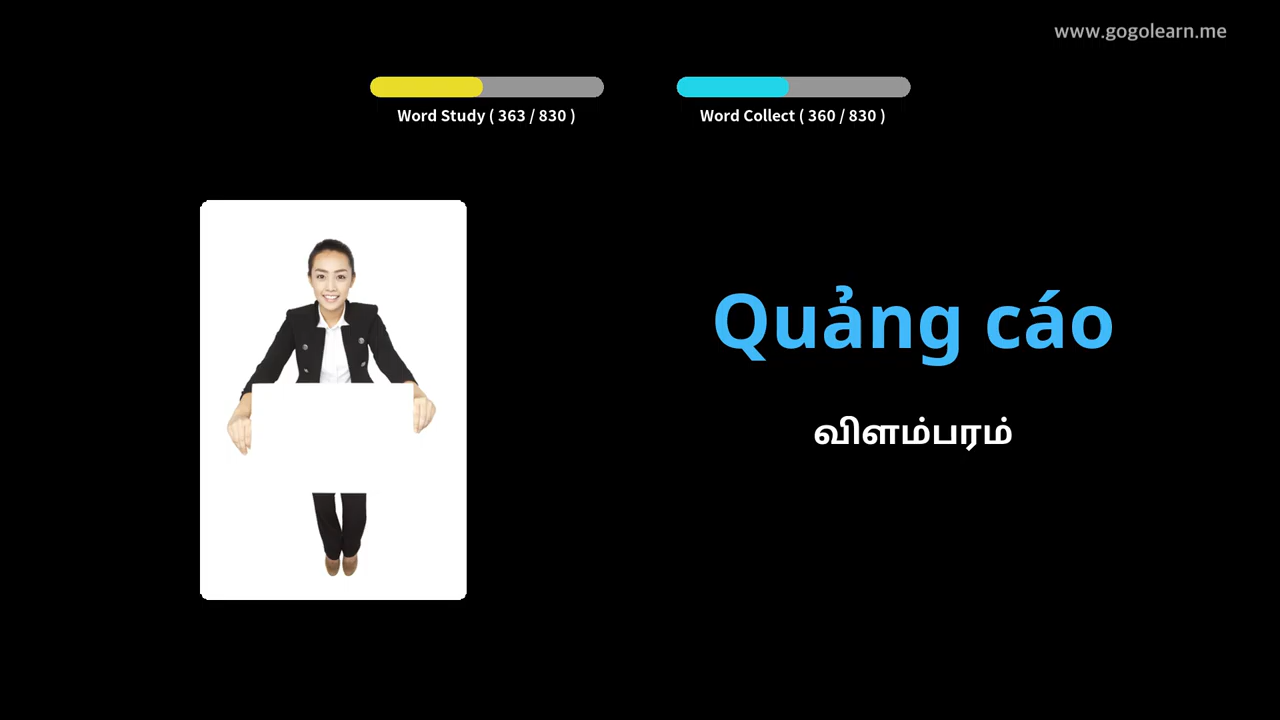 www.gogolearn.me
Word Study ( 363 / 830 )
Word Collect ( 360 / 830 )
Quảng cáo
விளம்பரம்